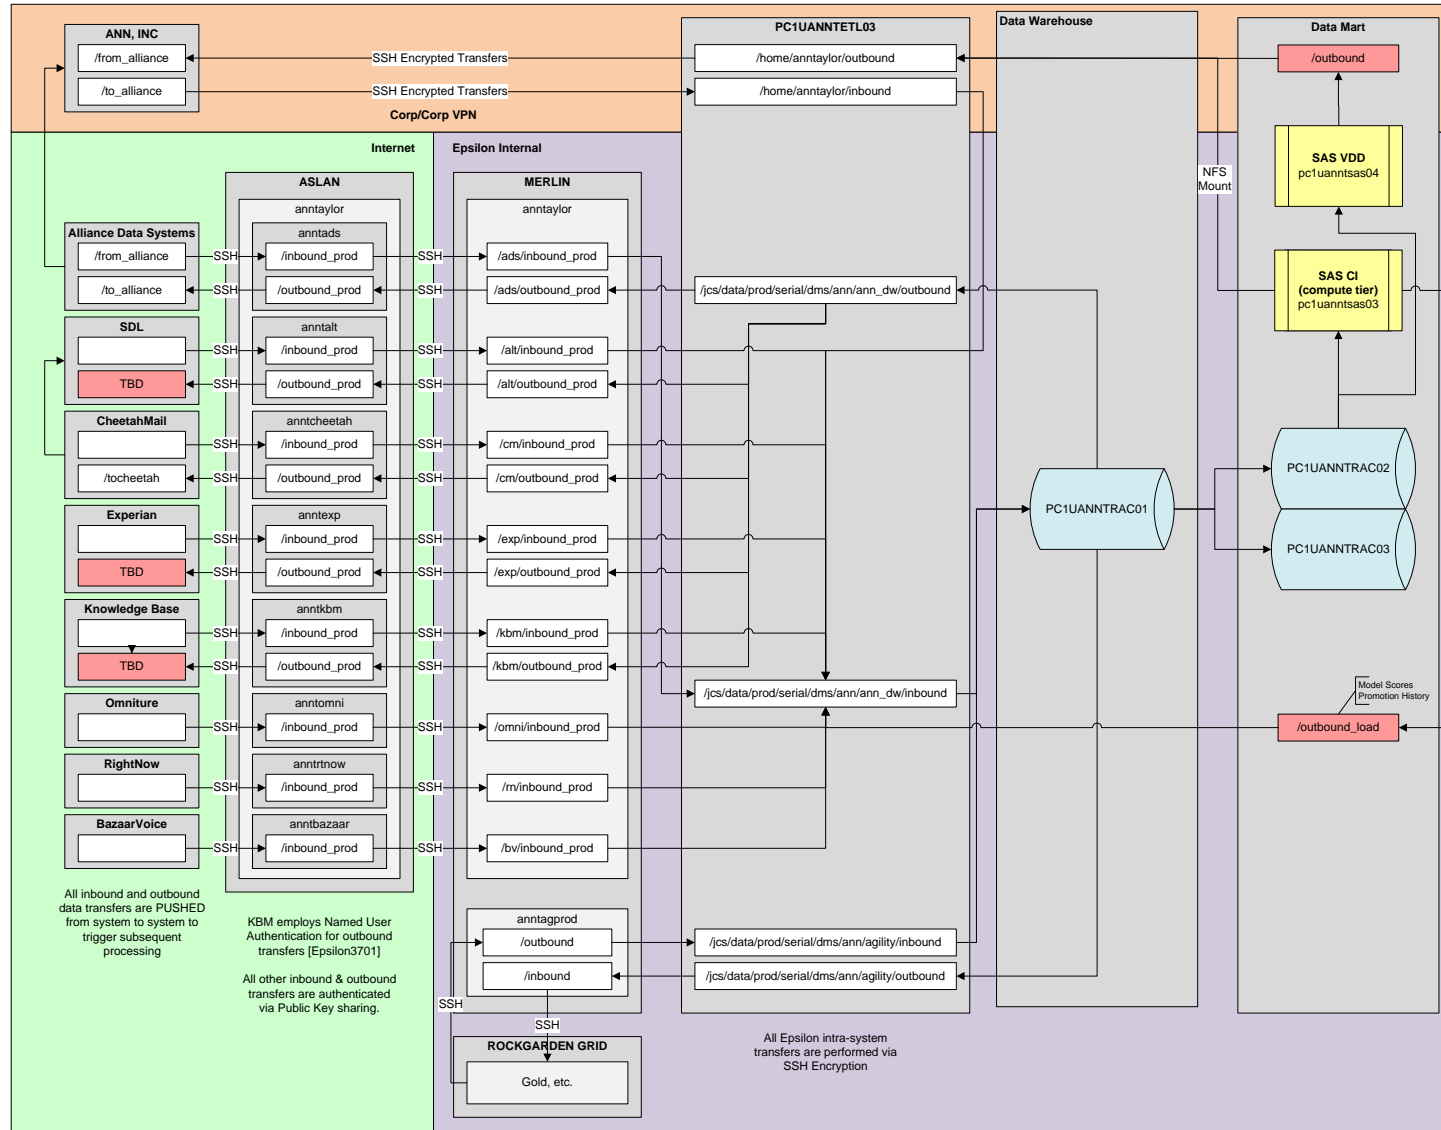 ANN, INC
/from_alliance
/to_alliance
SSH Encrypted Transfers
SSH Encrypted Transfers
Corp/Corp VPN
PC1UANNTETL03
/home/anntaylor/outbound
/home/anntaylor/inbound
Data Warehouse
Data Mart
/outbound
Internet
Epsilon Internal
NFS
Mount
SAS VDD
pc1uanntsas04
SAS CI
(compute tier)
pc1uanntsas03
ASLAN
anntaylor
MERLIN
anntaylor
Alliance Data Systems
/from_alliance
/to_alliance
SSH
SSH
anntads
/inbound_prod
/outbound_prod
SSH
SSH
/ads/inbound_prod
/ads/outbound_prod
/jcs/data/prod/serial/dms/ann/ann_dw/outbound
SDL
TBD
SSH
SSH
anntalt
/inbound_prod
/outbound_prod
SSH
SSH
/alt/inbound_prod
/alt/outbound_prod
CheetahMail
/tocheetah
SSH
SSH
anntcheetah
/inbound_prod
/outbound_prod
SSH
SSH
/cm/inbound_prod
/cm/outbound_prod
PC1UANNTRAC01
PC1UANNTRAC02
PC1UANNTRAC03
Experian
TBD
SSH
SSH
anntexp
/inbound_prod
/outbound_prod
SSH
SSH
/exp/inbound_prod
/exp/outbound_prod
Knowledge Base
TBD
SSH
SSH
anntkbm
/inbound_prod
/outbound_prod
SSH
SSH
/kbm/inbound_prod
/kbm/outbound_prod
/jcs/data/prod/serial/dms/ann/ann_dw/inbound
Model Scores
Promotion History
/outbound_load
Omniture
SSH
anntomni
/inbound_prod
SSH
/omni/inbound_prod
RightNow
SSH
anntrtnow
/inbound_prod
SSH
/rn/inbound_prod
BazaarVoice
SSH
anntbazaar
/inbound_prod
SSH
/bv/inbound_prod
All inbound and outbound
data transfers are PUSHED
from system to system to
trigger subsequent
processing
KBM employs Named User
Authentication for outbound
transfers [Epsilon3701]
All other inbound & outbound
transfers are authenticated
via Public Key sharing.
anntagprod
/outbound
/inbound
/jcs/data/prod/serial/dms/ann/agility/inbound
/jcs/data/prod/serial/dms/ann/agility/outbound
SSH
SSH
ROCKGARDEN GRID
Gold, etc.
All Epsilon intra-system
transfers are performed via
SSH Encryption